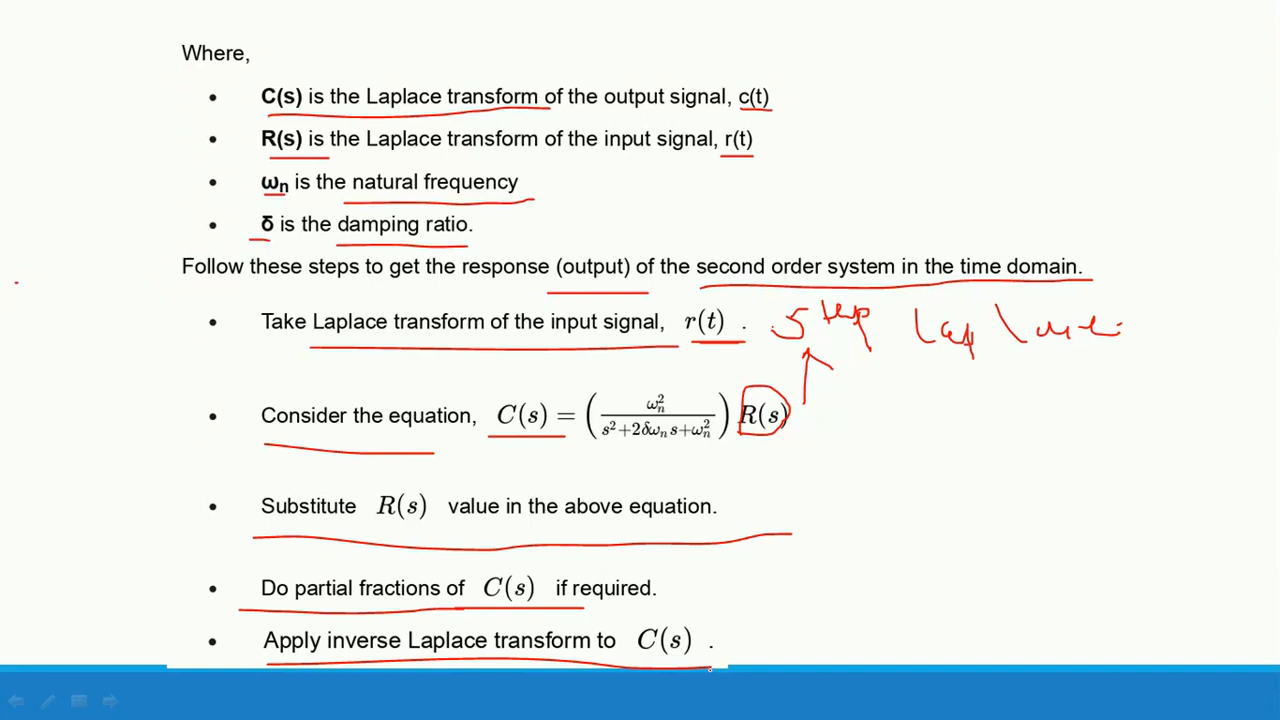 Where,
• C(s) is the Laplace transform of the output signal, c(t)
• R(s) is the Laplace transform of the input signal, r(t)
• ωₙ is the natural frequency
• δ is the damping ratio.
Follow these steps to get the response (output) of the second order system in the time domain.
• Take Laplace transform of the input signal, r(t) . Step
• Consider the equation, C(s) = (ωₙ²/(s²+2δωₙs+ωₙ²)) R(s)
• Substitute R(s) value in the above equation.
• Do partial fractions of C(s) if required.
• Apply inverse Laplace transform to C(s) .